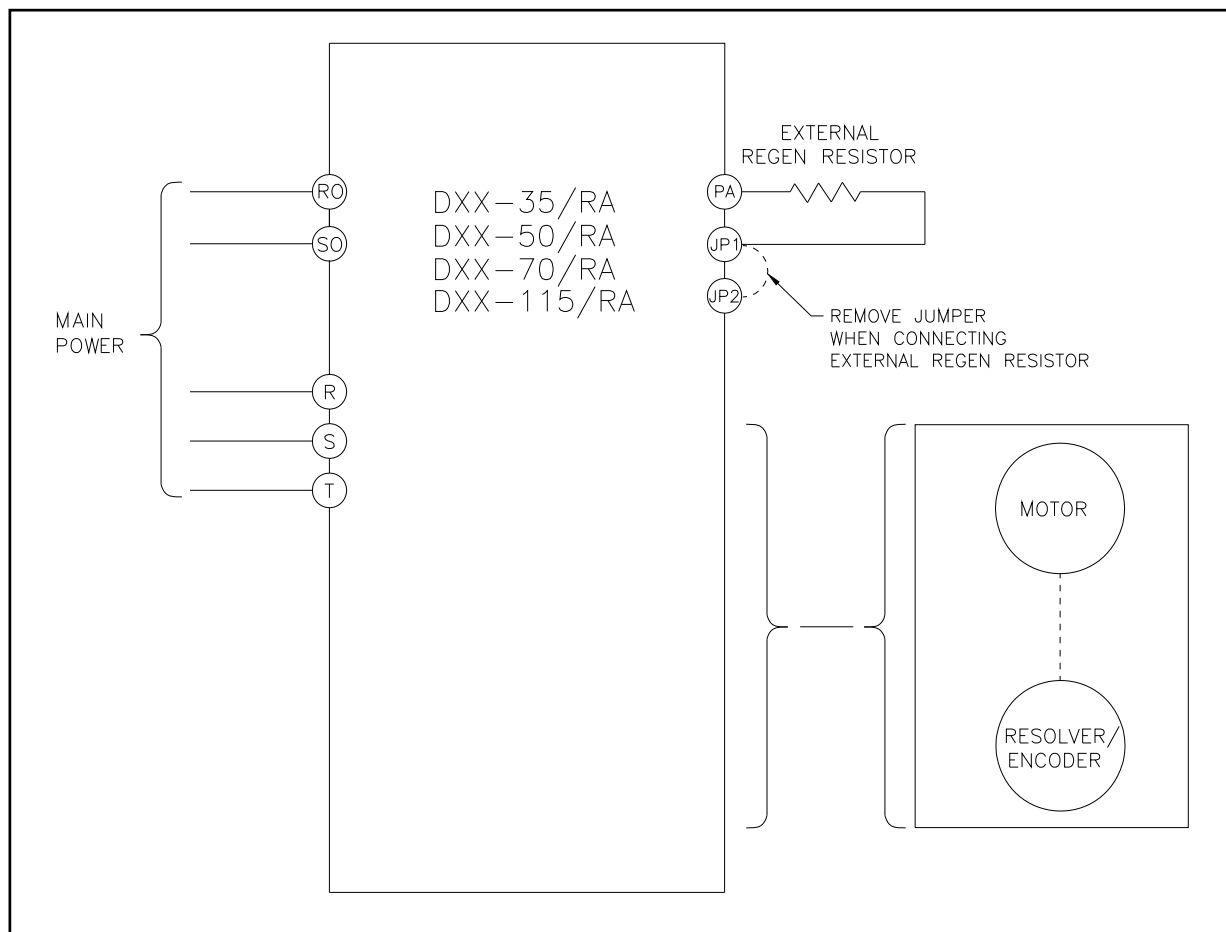 EXTERNAL
REGEN RESISTOR
RO
SO
DXX-35/RA
DXX-50/RA
DXX-70/RA
DXX-115/RA
PA
JP1
JP2
MAIN
POWER
REMOVE JUMPER
WHEN CONNECTING
EXTERNAL REGEN RESISTOR
R
S
T
MOTOR
RESOLVER/
ENCODER